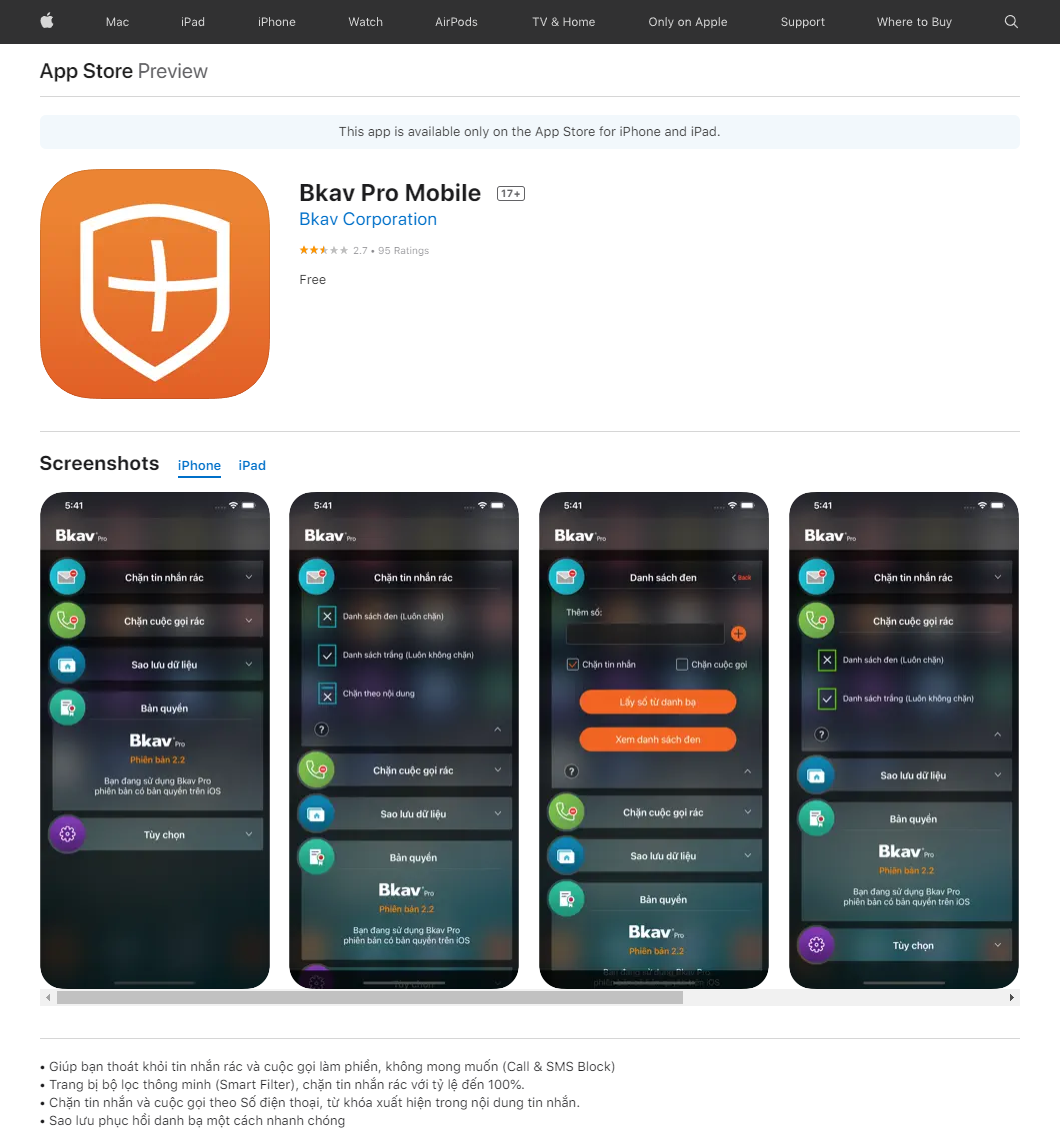 Mac iPad iPhone Watch AirPods TV & Home Only on Apple Support Where to Buy
App Store Preview
This app is available only on the App Store for iPhone and iPad.
Bkav Pro Mobile 17+
Bkav Corporation
2.7 • 95 Ratings
Free
Screenshots iPhone iPad
5:41
Bkav Pro
Chặn tin nhắn rác
Chặn cuộc gọi rác
Sao lưu dữ liệu
Bản quyền
Bkav Pro
Phiên bản 2.2
Bạn đang sử dụng Bkav Pro
phiên bản có bản quyền trên iOS
Tùy chọn
5:41
Bkav Pro
Chặn tin nhắn rác
Danh sách đen (Luôn chặn)
Danh sách trắng (Luôn không chặn)
Chặn theo nội dung
?
Chặn cuộc gọi rác
Sao lưu dữ liệu
Bản quyền
Bkav Pro
Phiên bản 2.2
Bạn đang sử dụng Bkav Pro
phiên bản có bản quyền trên iOS
Tùy chọn
5:41
Bkav Pro
Danh sách đen Back
Thêm số:
Chặn tin nhắn Chặn cuộc gọi
Lấy số từ danh bạ
Xem danh sách đen
?
Chặn cuộc gọi rác
Sao lưu dữ liệu
Bản quyền
Bkav Pro
Phiên bản 2.2
Bạn đang sử dụng Bkav Pro
phiên bản có bản quyền trên iOS
5:41
Bkav Pro
Chặn tin nhắn rác
Chặn cuộc gọi rác
Danh sách đen (Luôn chặn)
Danh sách trắng (Luôn không chặn)
?
Sao lưu dữ liệu
Bản quyền
Bkav Pro
Phiên bản 2.2
Bạn đang sử dụng Bkav Pro
phiên bản có bản quyền trên iOS
Tùy chọn
• Giúp bạn thoát khỏi tin nhắn rác và cuộc gọi làm phiền, không mong muốn (Call & SMS Block)
• Trang bị bộ lọc thông minh (Smart Filter), chặn tin nhắn rác với tỷ lệ đến 100%.
• Chặn tin nhắn và cuộc gọi theo Số điện thoại, từ khóa xuất hiện trong nội dung tin nhắn.
• Sao lưu phục hồi danh bạ một cách nhanh chóng